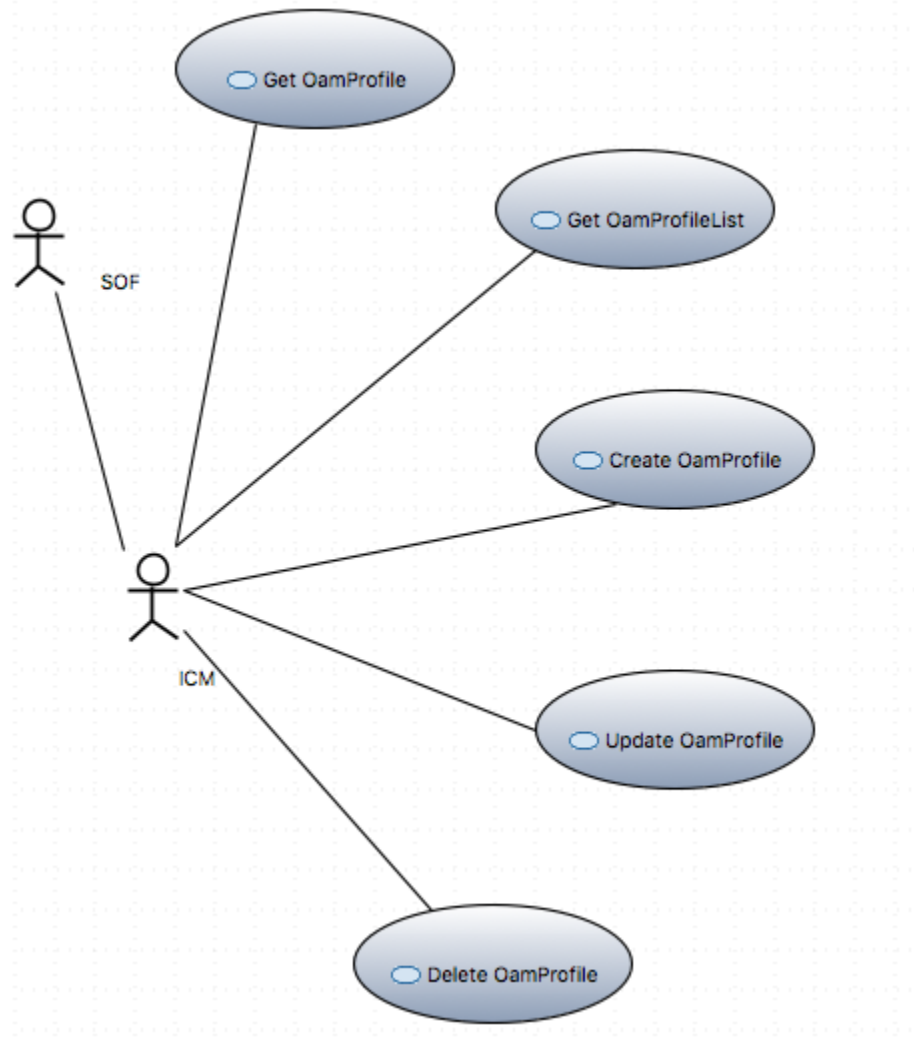 Get OamProfile
Get OamProfileList
SOF
Create OamProfile
ICM
Update OamProfile
Delete OamProfile